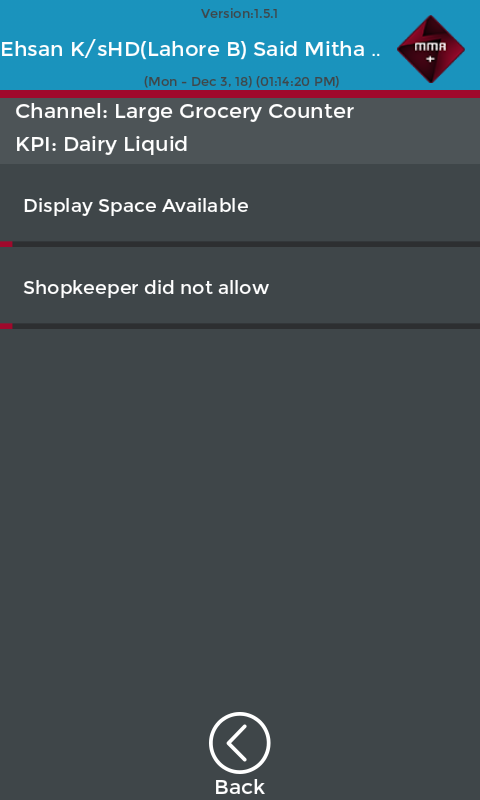 Version:1.5.1
Ehsan K/sHD(Lahore B) Said Mitha ..
MMA
+
(Mon - Dec 3, 18) (01:14:20 PM)
Channel: Large Grocery Counter
KPI: Dairy Liquid
Display Space Available
Shopkeeper did not allow
Back